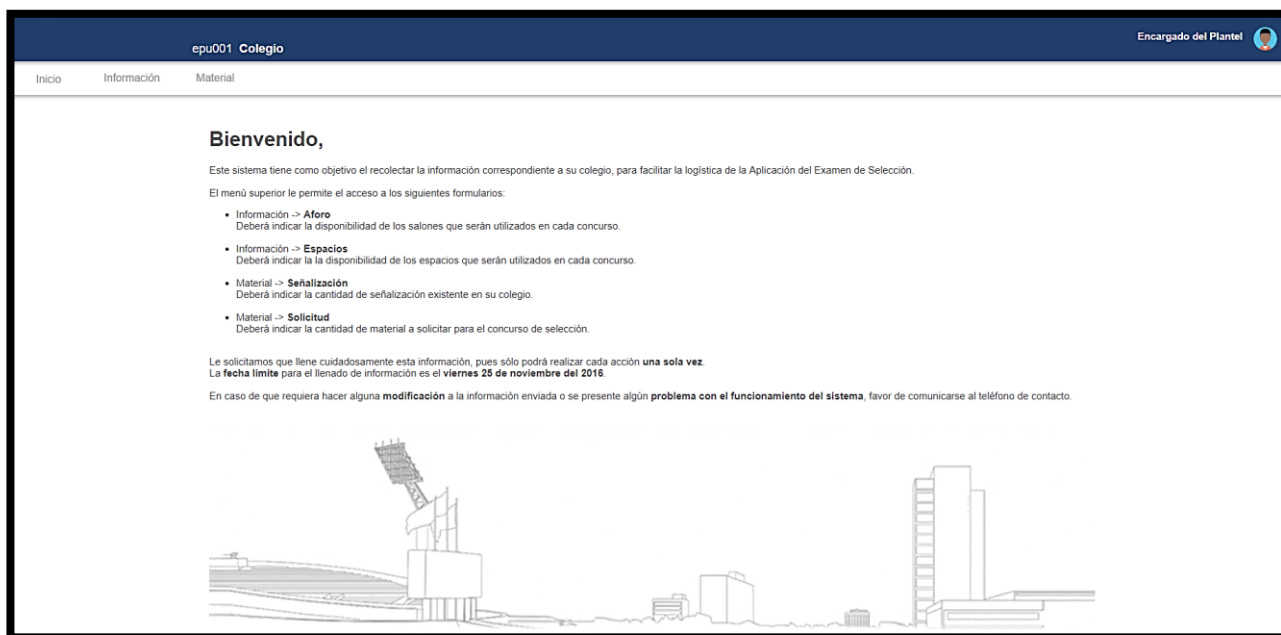 Encargado del Plantel
epu001 Colegio
Inicio Información Material
Bienvenido,
Este sistema tiene como objetivo el recolectar la información correspondiente a su colegio, para facilitar la logística de la Aplicación del Examen de Selección.
El menú superior le permite el acceso a los siguientes formularios:
• Información -> Aforo
Deberá indicar la disponibilidad de los salones que serán utilizados en cada concurso.
• Información -> Espacios
Deberá indicar la la disponibilidad de los espacios que serán utilizados en cada concurso.
• Material -> Señalización
Deberá indicar la cantidad de señalización existente en su colegio.
• Material -> Solicitud
Deberá indicar la cantidad de material a solicitar para el concurso de selección.
Le solicitamos que llene cuidadosamente esta información, pues sólo podrá realizar cada acción una sola vez.
La fecha límite para el llenado de información es el viernes 25 de noviembre del 2016.
En caso de que requiera hacer alguna modificación a la información enviada o se presente algún problema con el funcionamiento del sistema, favor de comunicarse al teléfono de contacto.